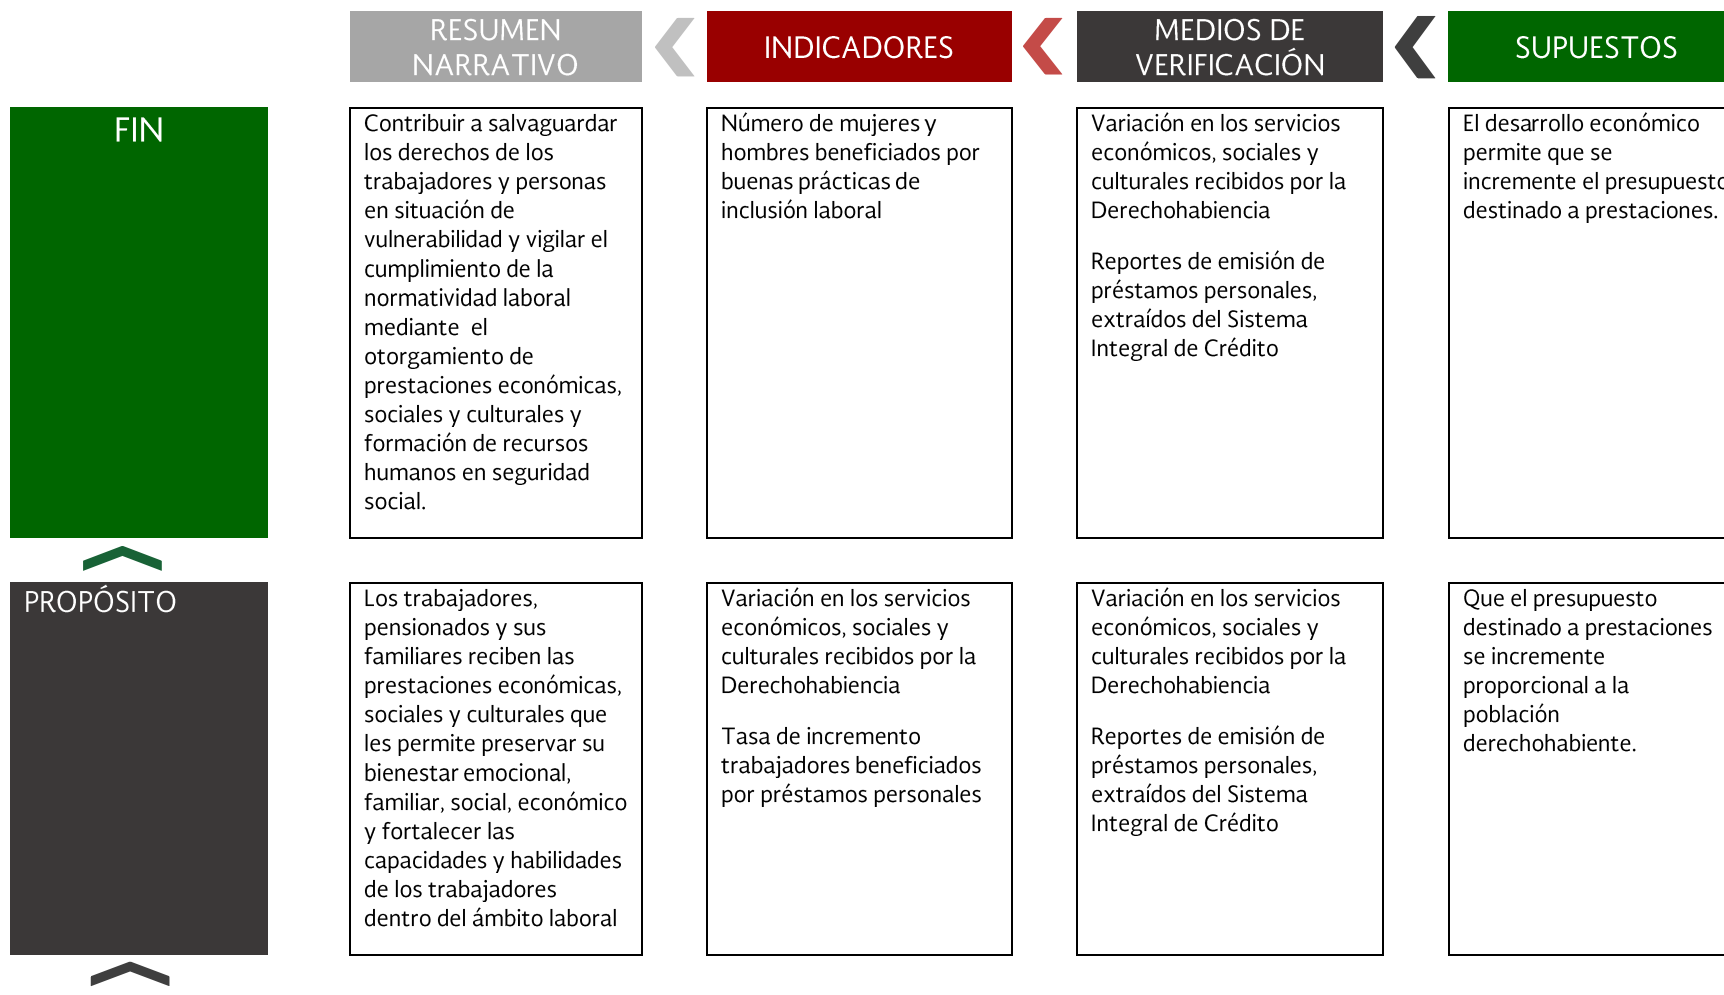 RESUMEN
NARRATIVO
INDICADORES
MEDIOS DE
VERIFICACIÓN
SUPUESTOS
FIN
Contribuir a salvaguardar
los derechos de los
trabajadores y personas
en situación de
vulnerabilidad y vigilar el
cumplimiento de la
normatividad laboral
mediante el
otorgamiento de
prestaciones económicas,
sociales y culturales y
formación de recursos
humanos en seguridad
social.
Número de mujeres y
hombres beneficiados por
buenas prácticas de
inclusión laboral
Variación en los servicios
económicos, sociales y
culturales recibidos por la
Derechohabiencia
Reportes de emisión de
préstamos personales,
extraídos del Sistema
Integral de Crédito
El desarrollo económico
permite que se
incremente el presupuesto
destinado a prestaciones.
PROPÓSITO
Los trabajadores,
pensionados y sus
familiares reciben las
prestaciones económicas,
sociales y culturales que
les permite preservar su
bienestar emocional,
familiar, social, económico
y fortalecer las
capacidades y habilidades
de los trabajadores
dentro del ámbito laboral
Variación en los servicios
económicos, sociales y
culturales recibidos por la
Derechohabiencia
Tasa de incremento
trabajadores beneficiados
por préstamos personales
Variación en los servicios
económicos, sociales y
culturales recibidos por la
Derechohabiencia
Reportes de emisión de
préstamos personales,
extraídos del Sistema
Integral de Crédito
Que el presupuesto
destinado a prestaciones
se incremente
proporcional a la
población
derechohabiente.